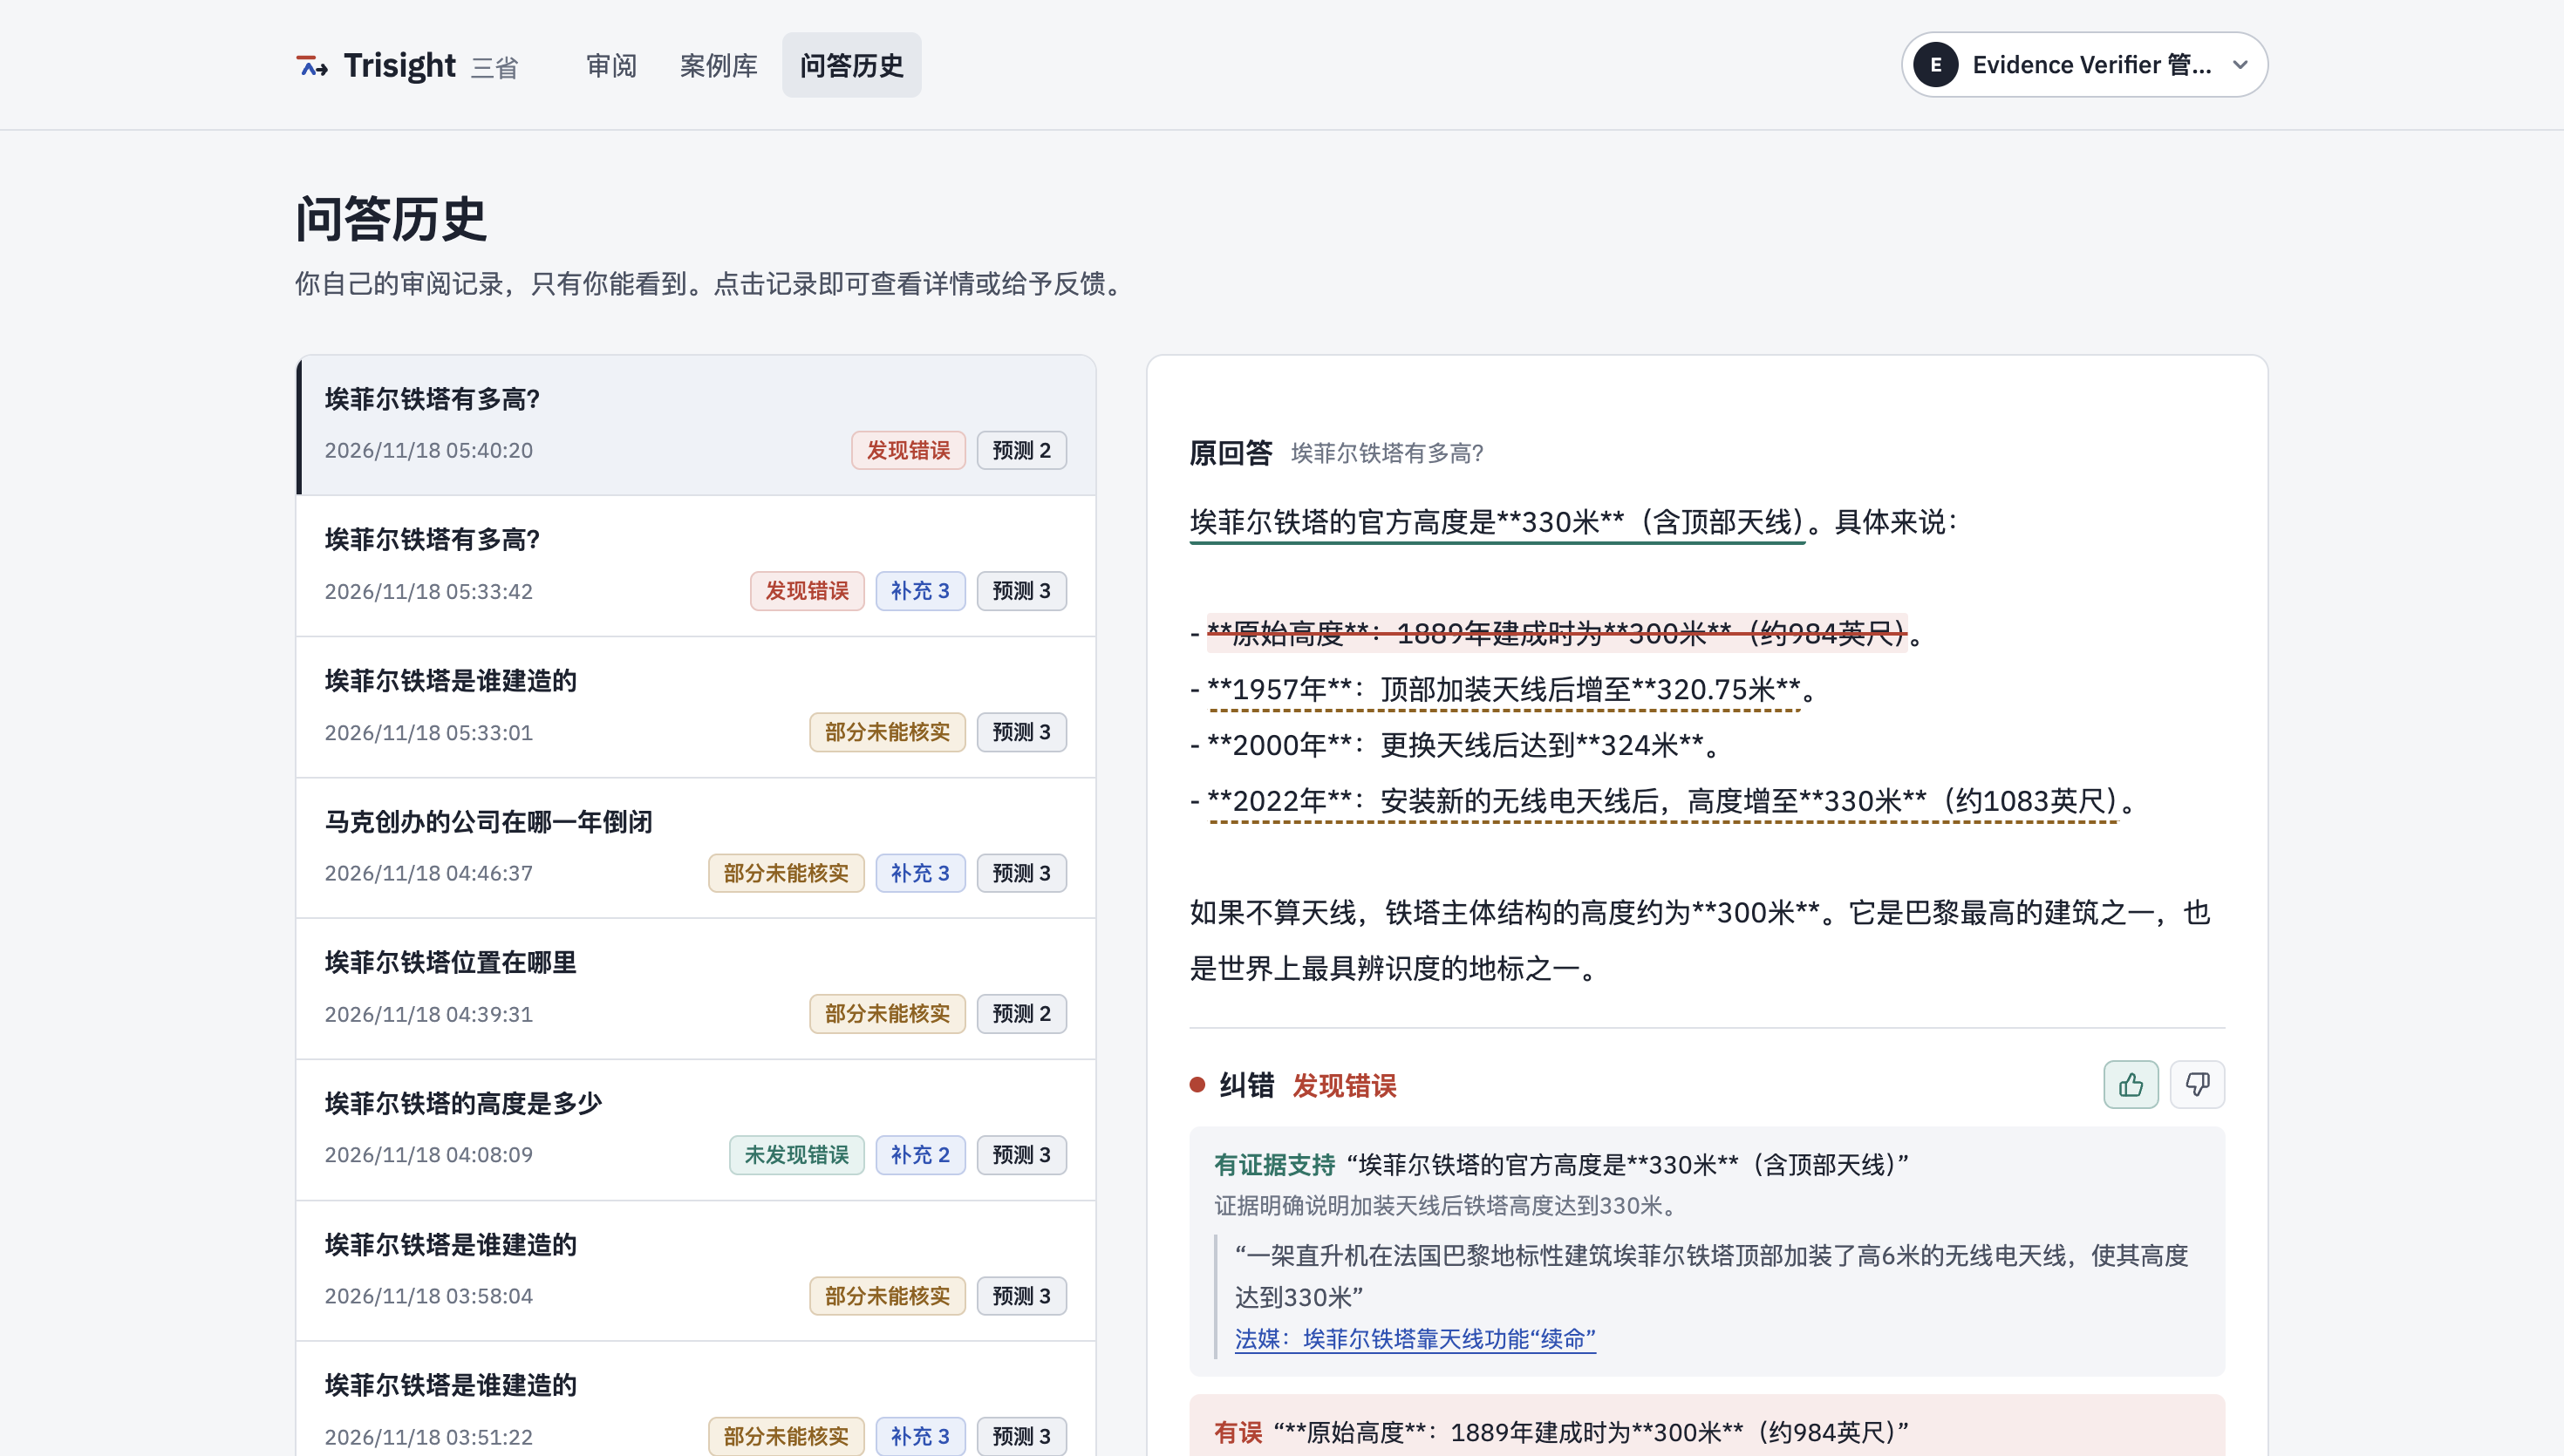 Trisight 三省
审阅
案例库
问答历史
E
Evidence Verifier 管...
问答历史
你自己的审阅记录，只有你能看到。点击记录即可查看详情或给予反馈。
埃菲尔铁塔有多高?
2026/11/18 05:40:20 发现错误 预测 2
埃菲尔铁塔有多高?
2026/11/18 05:33:42 发现错误 补充 3 预测 3
埃菲尔铁塔是谁建造的
2026/11/18 05:33:01 部分未能核实 预测 3
马克创办的公司在哪一年倒闭
2026/11/18 04:46:37 部分未能核实 补充 3 预测 3
埃菲尔铁塔位置在哪里
2026/11/18 04:39:31 部分未能核实 预测 2
埃菲尔铁塔的高度是多少
2026/11/18 04:08:09 未发现错误 补充 2 预测 3
埃菲尔铁塔是谁建造的
2026/11/18 03:58:04 部分未能核实 预测 3
埃菲尔铁塔是谁建造的
2026/11/18 03:51:22 部分未能核实 补充 3 预测 3
原回答 埃菲尔铁塔有多高?
埃菲尔铁塔的官方高度是**330米**（含顶部天线）。具体来说：
- **原始高度**：1889年建成时为**300米**（约984英尺）。
- **1957年**：顶部加装天线后增至**320.75米**。
- **2000年**：更换天线后达到**324米**。
- **2022年**：安装新的无线电天线后，高度增至**330米**（约1083英尺）。
如果不算天线，铁塔主体结构的高度约为**300米**。它是巴黎最高的建筑之一，也
是世界上最具辨识度的地标之一。
纠错 发现错误
有证据支持 “埃菲尔铁塔的官方高度是**330米**（含顶部天线）”
证据明确说明加装天线后铁塔高度达到330米。
“一架直升机在法国巴黎地标性建筑埃菲尔铁塔顶部加装了高6米的无线电天线，使其高度
达到330米”
法媒：埃菲尔铁塔靠天线功能“续命”
有误 “**原始高度**：1889年建成时为**300米**（约984英尺）”